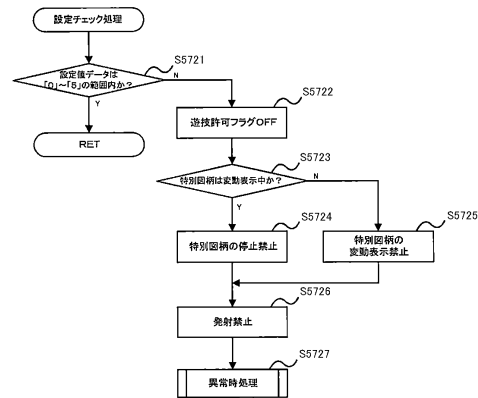 設定チェック処理
S5721
設定値データは
「0」～「5」の範囲内か？
N
Y
RET
S5722
遊技許可フラグOFF
S5723
特別図柄は変動表示中か？
N
Y
S5724
特別図柄の停止禁止
S5725
特別図柄の
変動表示禁止
S5726
発射禁止
S5727
異常時処理